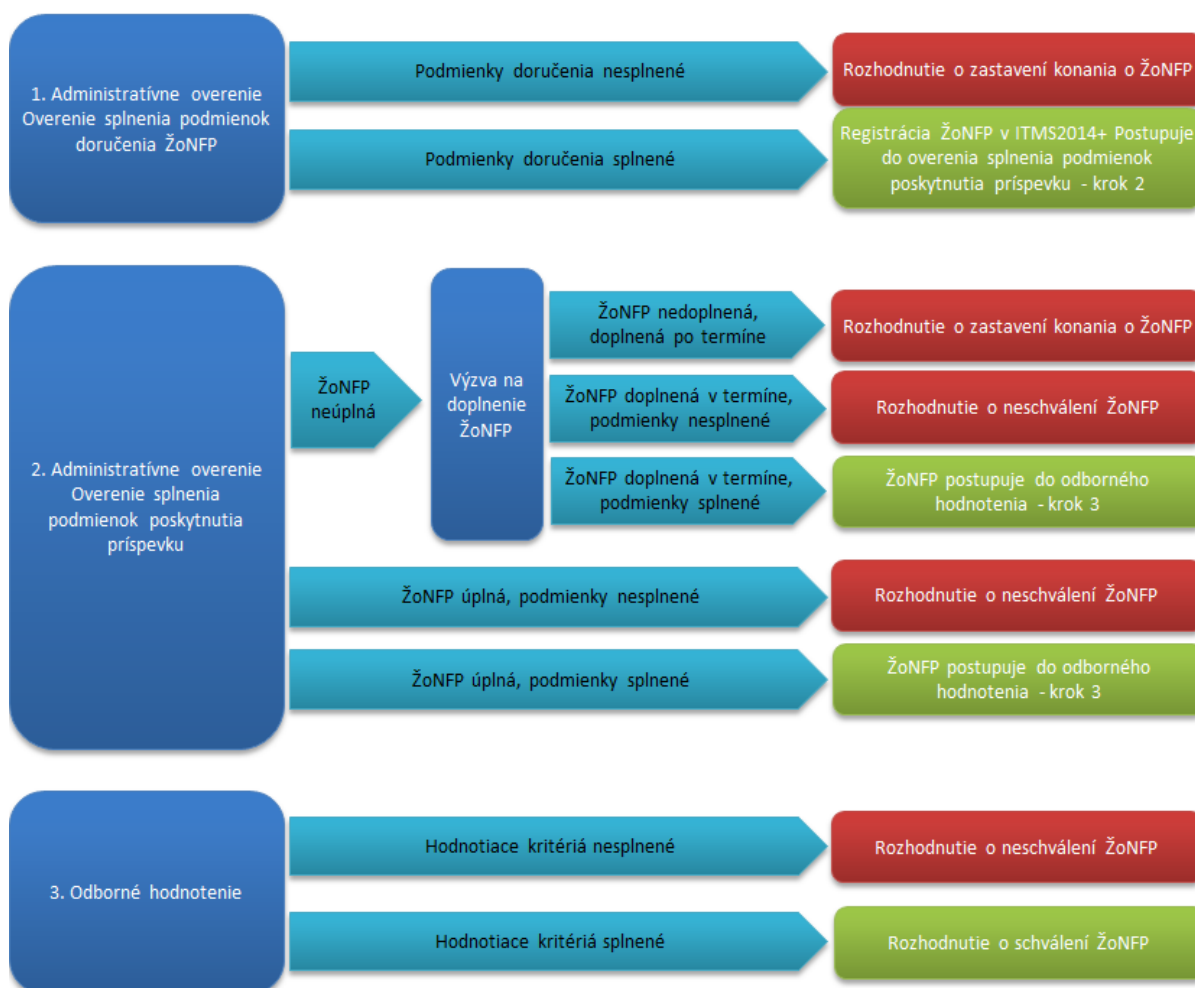 1. Administratívne overenie
Overenie splnenia podmienok
doručenia ŽoNFP
Podmienky doručenia nesplnené
Rozhodnutie o zastavení konania o ŽoNFP
Podmienky doručenia splnené
Registrácia ŽoNFP v ITMS2014+ Postupuje
do overenia splnenia podmienok
poskytnutia príspevku - krok 2
2. Administratívne overenie
Overenie splnenia
podmienok poskytnutia
príspevku
ŽoNFP
neúplná
Výzva na
doplnenie
ŽoNFP
ŽoNFP nedoplnená,
doplnená po termíne
Rozhodnutie o zastavení konania o ŽoNFP
ŽoNFP doplnená v termíne,
podmienky nesplnené
Rozhodnutie o neschválení ŽoNFP
ŽoNFP doplnená v termíne,
podmienky splnené
ŽoNFP postupuje do odborného
hodnotenia - krok 3
ŽoNFP úplná, podmienky nesplnené
Rozhodnutie o neschválení ŽoNFP
ŽoNFP úplná, podmienky splnené
ŽoNFP postupuje do odborného
hodnotenia - krok 3
3. Odborné hodnotenie
Hodnotiace kritériá nesplnené
Rozhodnutie o neschválení ŽoNFP
Hodnotiace kritériá splnené
Rozhodnutie o schválení ŽoNFP